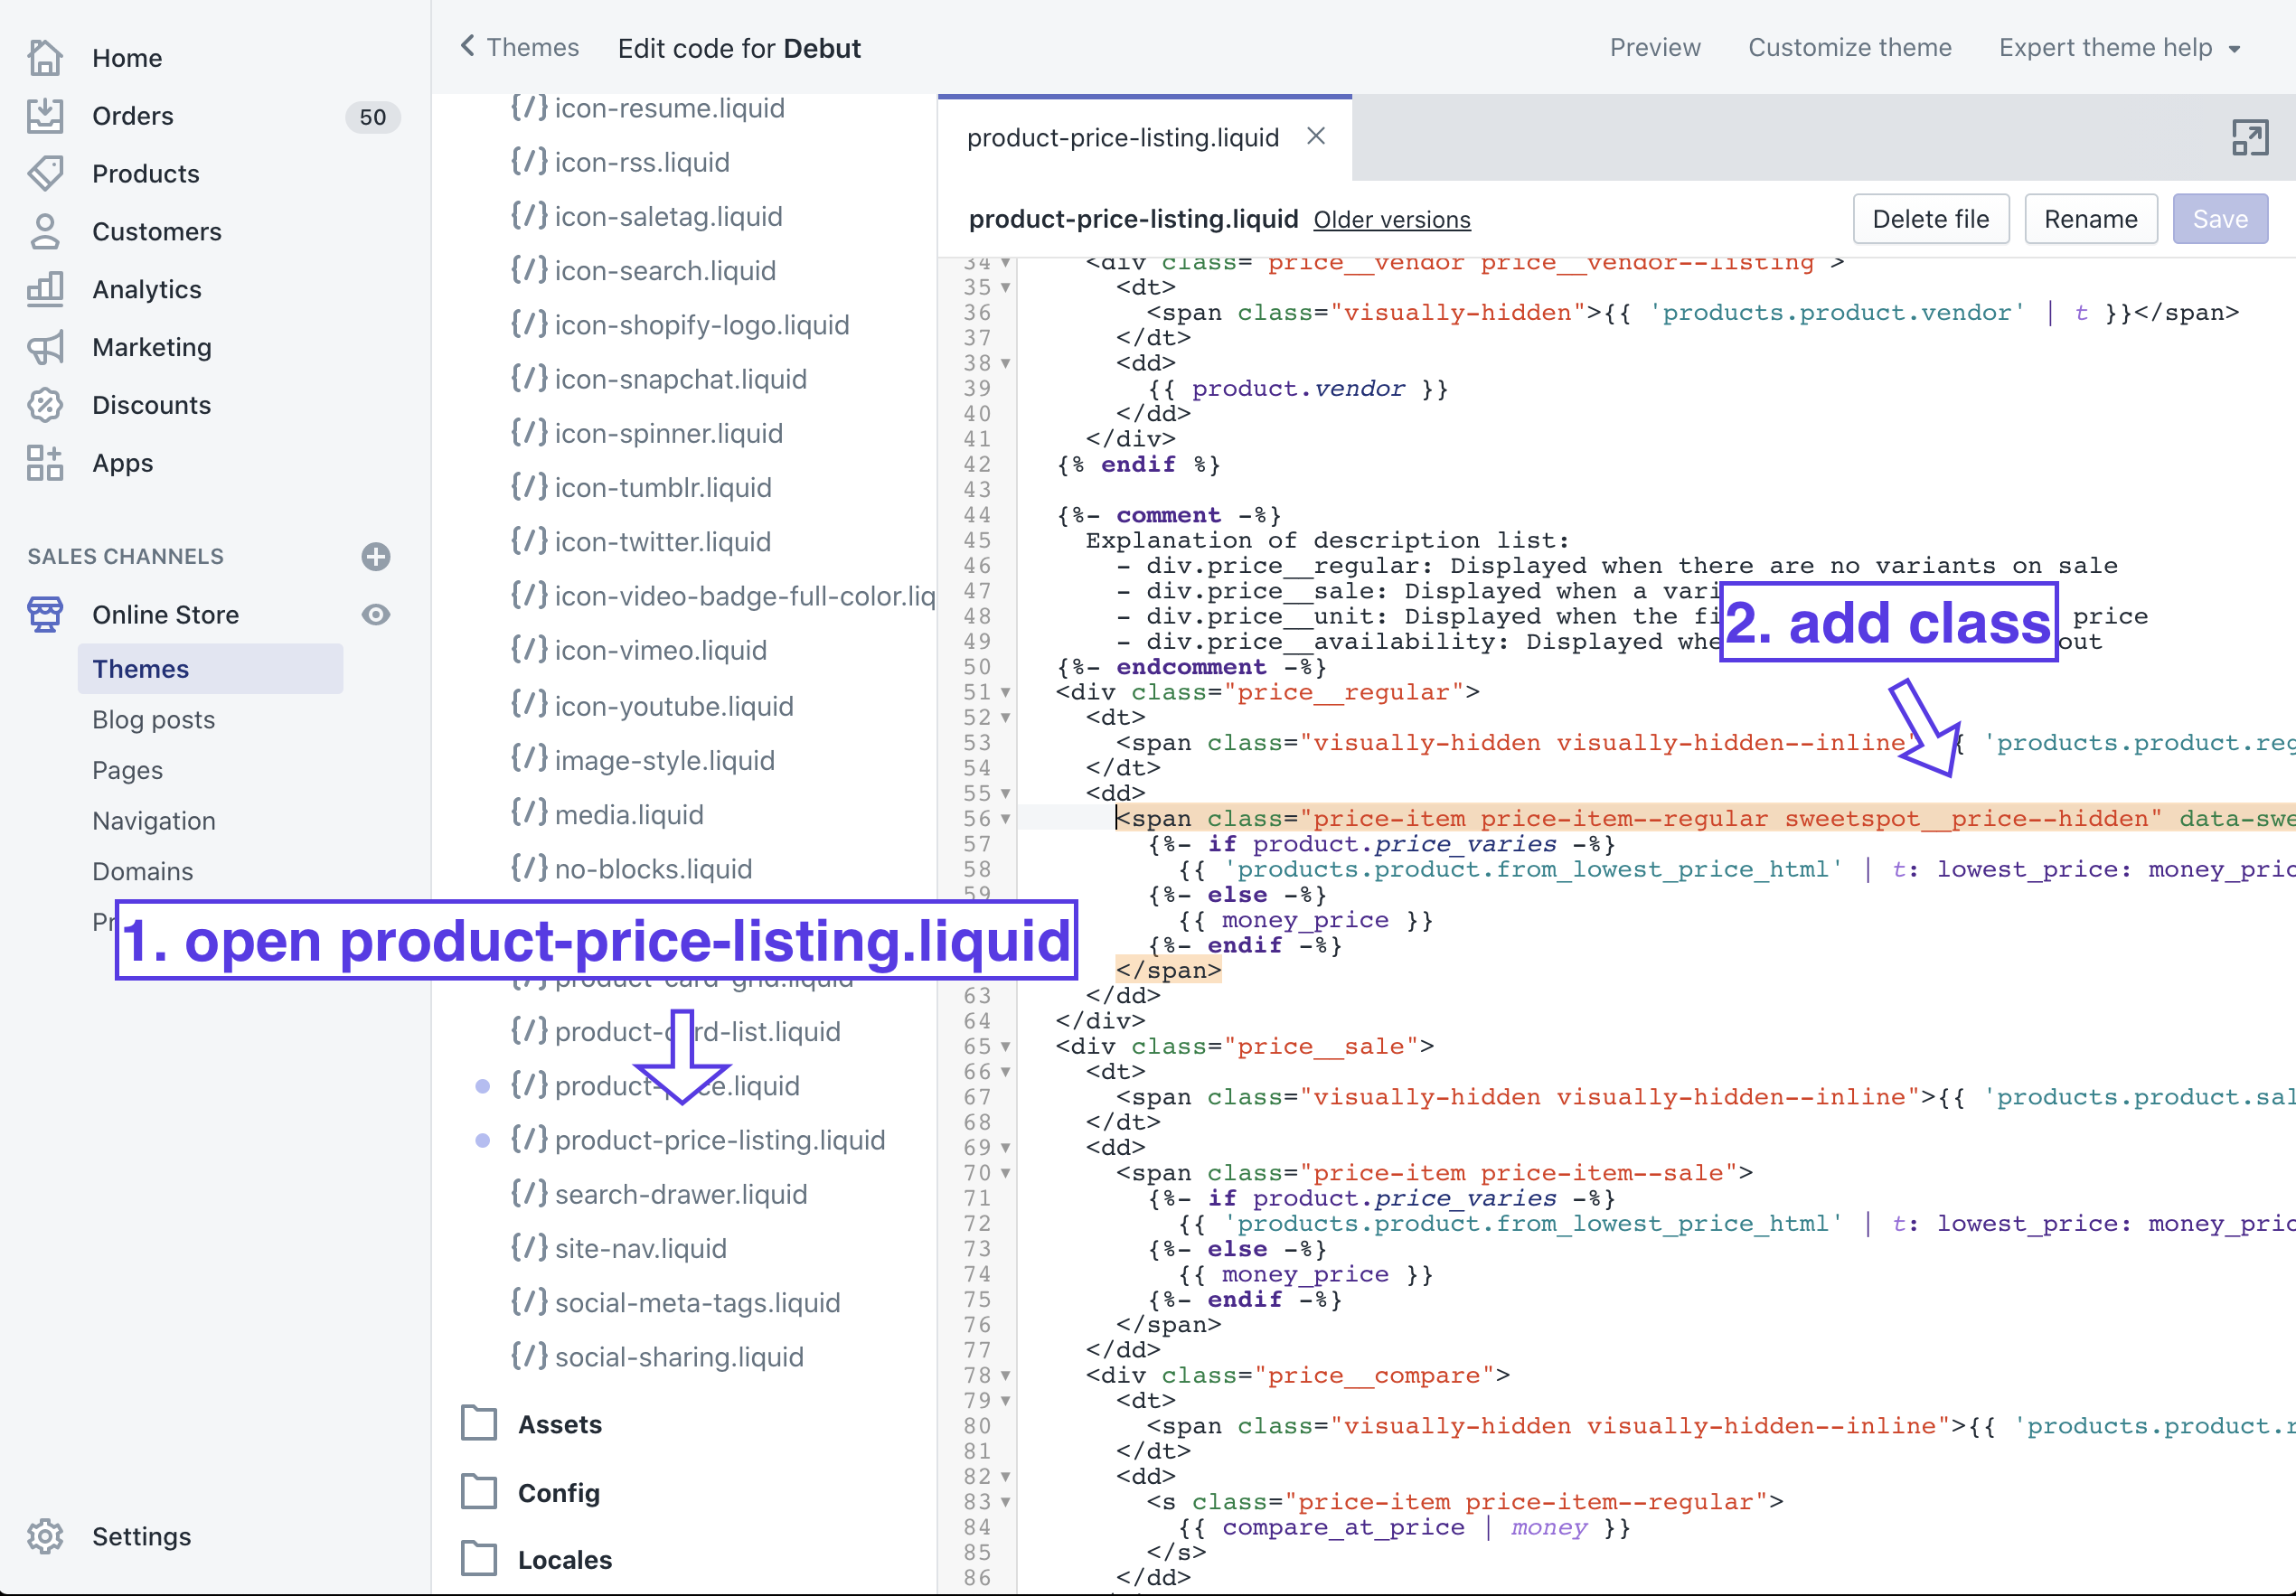 Home
Orders 50
Products
Customers
Analytics
Marketing
Discounts
Apps
SALES CHANNELS
Online Store
Themes
Blog posts
Pages
Navigation
Domains
Settings
Themes
Edit code for Debut
Preview Customize theme Expert theme help
{/} icon-resume.liquid
{/} icon-rss.liquid
{/} icon-saletag.liquid
{/} icon-search.liquid
{/} icon-shopify-logo.liquid
{/} icon-snapchat.liquid
{/} icon-spinner.liquid
{/} icon-tumblr.liquid
{/} icon-twitter.liquid
{/} icon-video-badge-full-color.liq
{/} icon-vimeo.liquid
{/} icon-youtube.liquid
{/} image-style.liquid
{/} media.liquid
{/} no-blocks.liquid
1. open product-price-listing.liquid
{/} product-card-grid.liquid
{/} product-card-list.liquid
{/} product-price.liquid
{/} product-price-listing.liquid
{/} search-drawer.liquid
{/} site-nav.liquid
{/} social-meta-tags.liquid
{/} social-sharing.liquid
Assets
Config
Locales
product-price-listing.liquid
product-price-listing.liquid Older versions Delete file Rename Save
34 <div class="price__vendor price__vendor--listing">
35 <dt>
36 <span class="visually-hidden">{{ 'products.product.vendor' | t }}</span>
37 </dt>
38 <dd>
39 {{ product.vendor }}
40 </dd>
41 </div>
42 {% endif %}
43
44 {%- comment -%}
45 Explanation of description list:
46 - div.price__regular: Displayed when there are no variants on sale
47 - div.price__sale: Displayed when a vari
48 - div.price__unit: Displayed when the fi price
49 - div.price__availability: Displayed whe out
2. add class
50 {%- endcomment -%}
51 <div class="price__regular">
52 <dt>
53 <span class="visually-hidden visually-hidden--inline" { 'products.product.reg
54 </dt>
55 <dd>
56 <span class="price-item price-item--regular sweetspot__price--hidden" data-swe
57 {%- if product.price_varies -%}
58 {{ 'products.product.from_lowest_price_html' | t: lowest_price: money_pric
59 {%- else -%}
{{ money_price }}
{%- endif -%}
</span>
63 </dd>
64 </div>
65 <div class="price__sale">
66 <dt>
67 <span class="visually-hidden visually-hidden--inline">{{ 'products.product.sal
68 </dt>
69 <dd>
70 <span class="price-item price-item--sale">
71 {%- if product.price_varies -%}
72 {{ 'products.product.from_lowest_price_html' | t: lowest_price: money_pric
73 {%- else -%}
74 {{ money_price }}
75 {%- endif -%}
76 </span>
77 </dd>
78 <div class="price__compare">
79 <dt>
80 <span class="visually-hidden visually-hidden--inline">{{ 'products.product.r
81 </dt>
82 <dd>
83 <s class="price-item price-item--regular">
84 {{ compare_at_price | money }}
85 </s>
86 </dd>